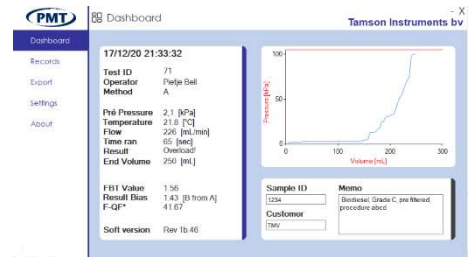 PMT
Dashboard
- X
Tamson Instruments bv
Dashboard
Records
Export
Settings
About
17/12/20 21:33:32
Test ID 71
Operator Pietje Bell
Method A
Pré Pressure 2,1 [kPa]
Temperature 21.8 [°C]
Flow 226 [mL/min]
Time ran 65 [sec]
Result Overload!
End Volume 250 [mL]
FBT Value 1.56
Result Bias 1.43 [B from A]
F-QF* 41.67
Soft version Rev 1b.46
Pressure [kPa]
100
50
0
0 100 200 300
Volume [mL]
Sample ID
1234
Customor
TMV
Memo
Biodiesel, Grade C, pre filtered,
procedure abcd